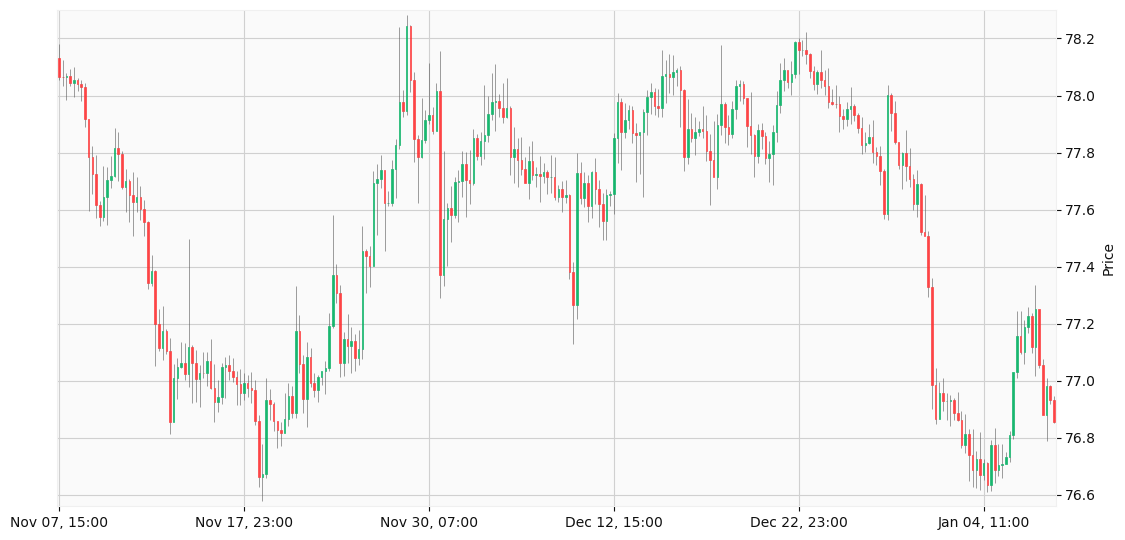 78.2
78.0
77.8
77.6
77.4
77.2
77.0
76.8
76.6
Price
Nov 07, 15:00
Nov 17, 23:00
Nov 30, 07:00
Dec 12, 15:00
Dec 22, 23:00
Jan 04, 11:00